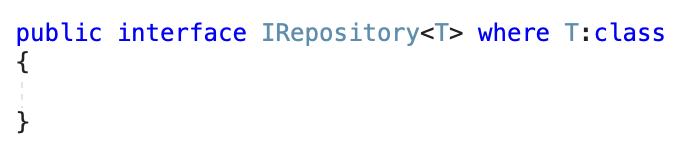 public interface IRepository<T> where T:class
{
}